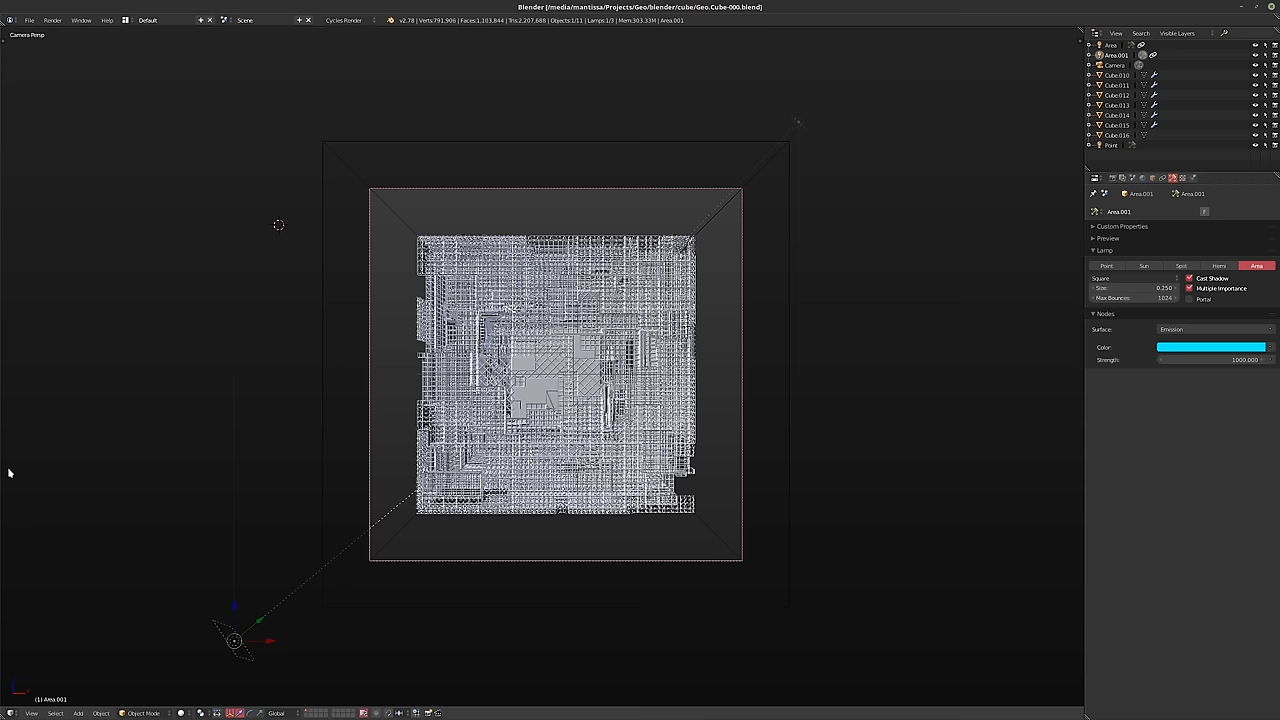 Blender [/media/mantissa/Projects/Geo/blender/cube/Geo.Cube-000.blend]
File Render Window Help Default Scene Cycles Render v2.78 | Verts:791,906 | Faces:1,103,844 | Tris:2,207,688 | Objects:1/11 | Lamps:1/3 | Mem:303.33M | Area.001
Camera Persp
View Search Visible Layers
Area
Area.001
Camera
Cube.010
Cube.011
Cube.012
Cube.013
Cube.014
Cube.015
Cube.016
Point
Area.001 Area.001
Area.001 F
Custom Properties
Preview
Lamp
Point Sun Spot Hemi Area
Square Cast Shadow
Size: 0.250 Multiple Importance
Max Bounces: 1024 Portal
Nodes
Surface: Emission
Color:
Strength: 1000.000
(1) Area.001
View Select Add Object Object Mode Global